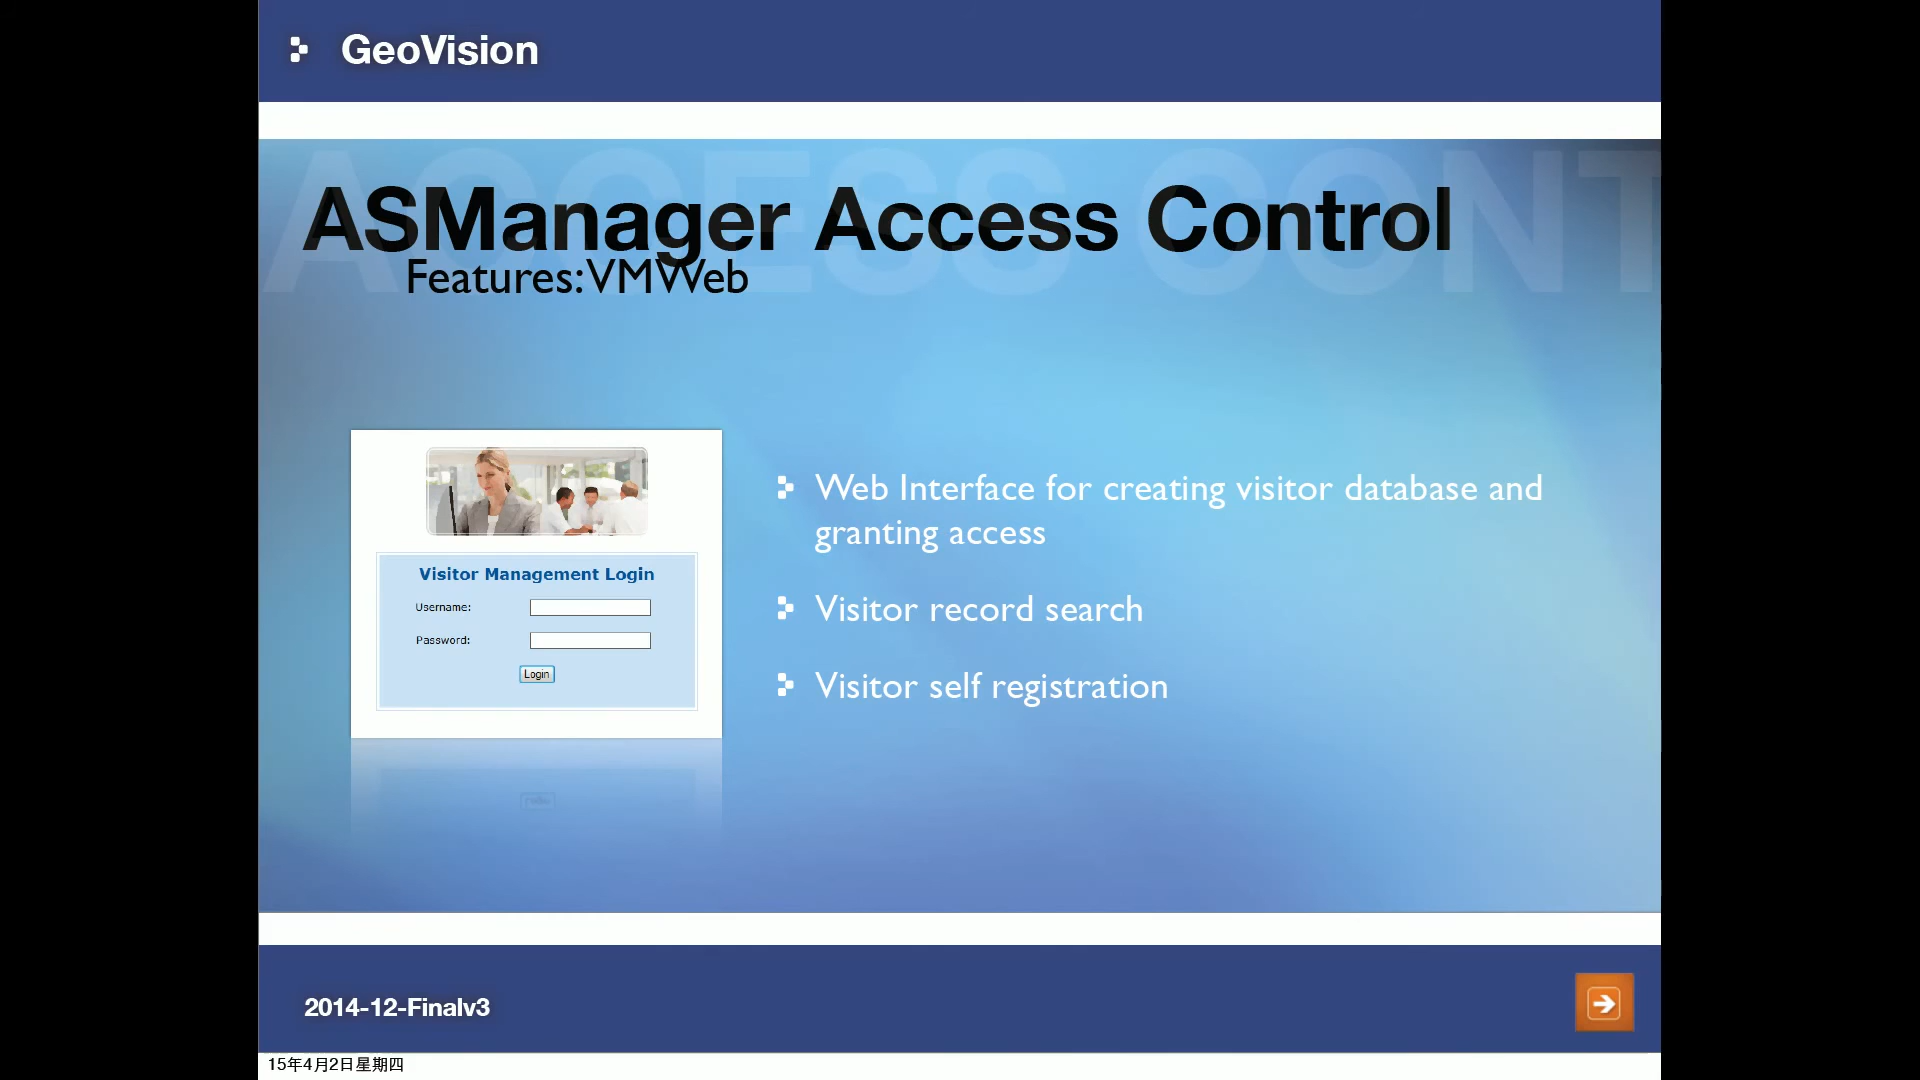 GeoVision
ACCESS CONT
ASManager Access Control
Features: VMWeb
Visitor Management Login
Username:
Password:
Login
Web Interface for creating visitor database and
granting access
Visitor record search
Visitor self registration
2014-12-Finalv3
15年4月2日星期四